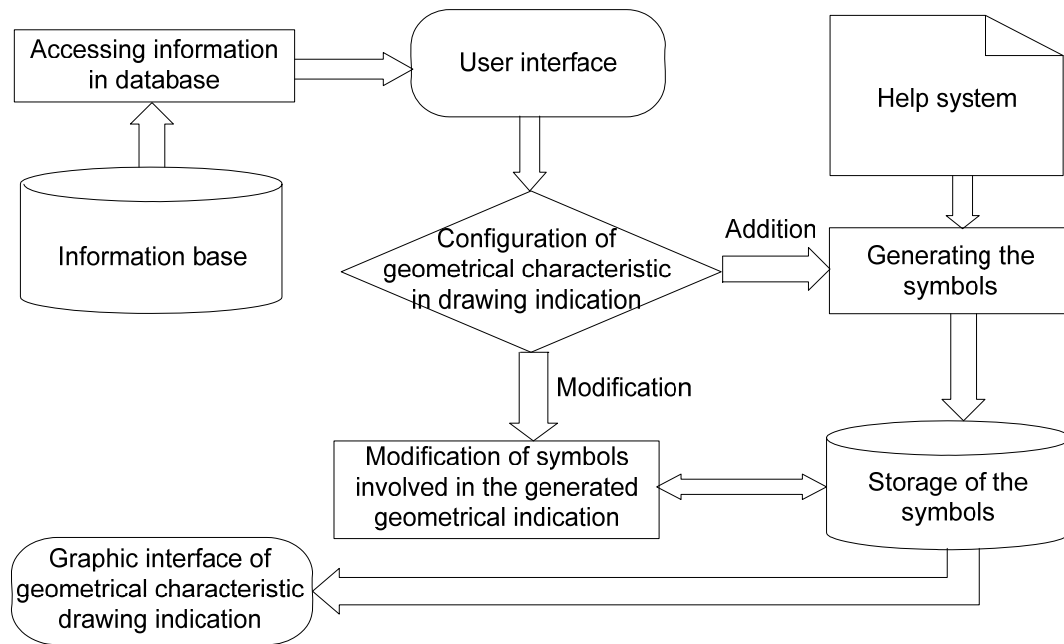 Accessing information
in database
User interface
Help system
Information base
Configuration of
geometrical characteristic
in drawing indication
Addition
Generating the
symbols
Modification
Modification of symbols
involved in the generated
geometrical indication
Storage of the
symbols
Graphic interface of
geometrical characteristic
drawing indication